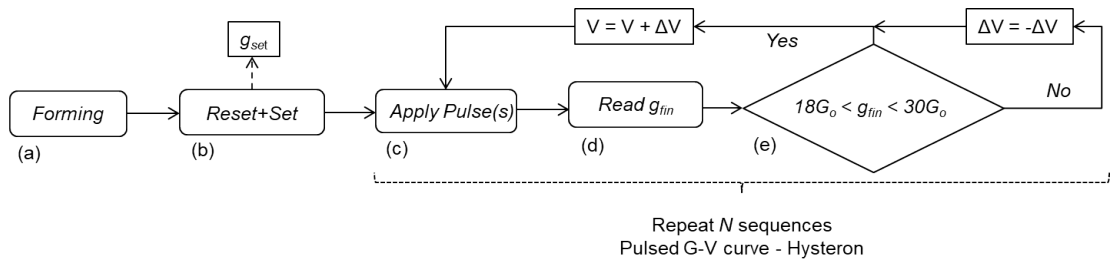 V = V + ΔV
ΔV = -ΔV
g_set
Yes
No
Forming
Reset+Set
Apply Pulse(s)
Read g_fin
18G_o < g_fin < 30G_o
(a)
(b)
(c)
(d)
(e)
Repeat N sequences
Pulsed G-V curve - Hysteron